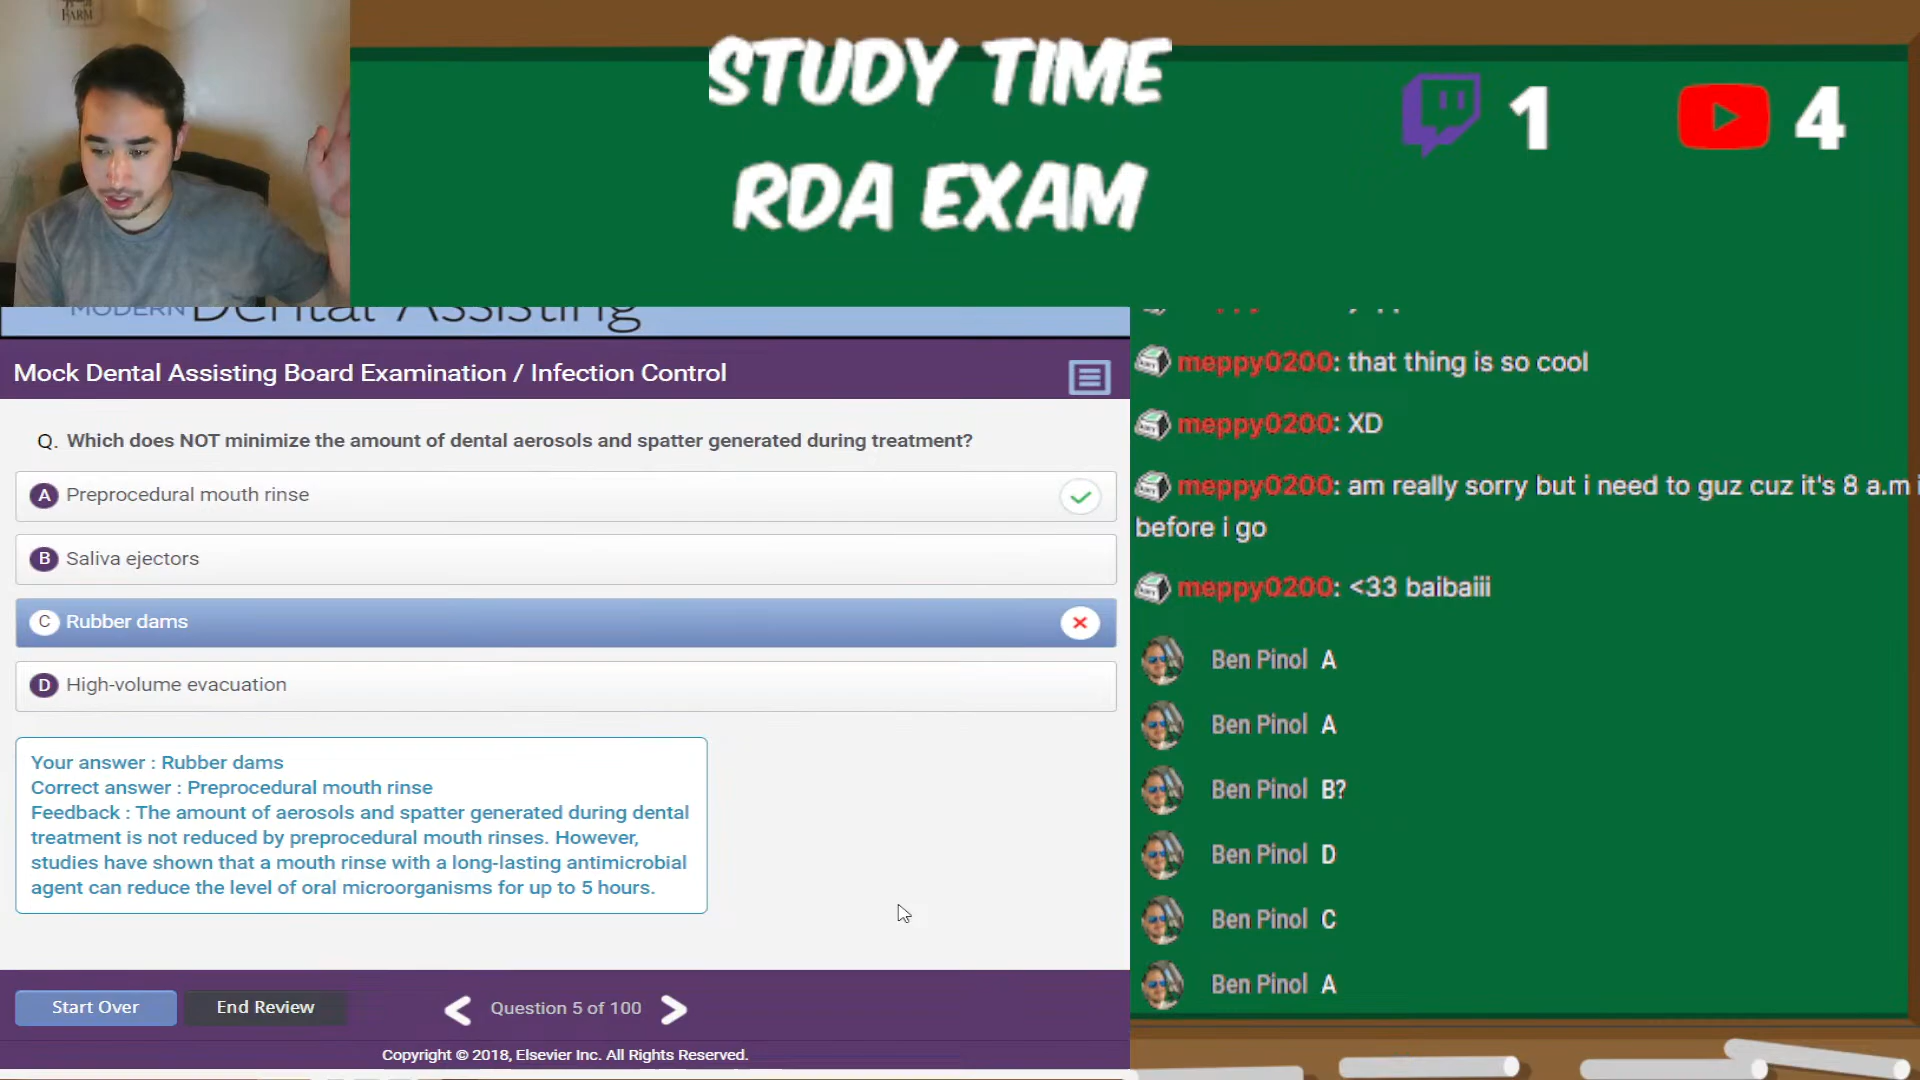 BARM
STUDY TIME
RDA EXAM
1
4
MODERN Dental Assisting
Mock Dental Assisting Board Examination / Infection Control
Q. Which does NOT minimize the amount of dental aerosols and spatter generated during treatment?
A Preprocedural mouth rinse
B Saliva ejectors
C Rubber dams
D High-volume evacuation
Your answer : Rubber dams
Correct answer : Preprocedural mouth rinse
Feedback : The amount of aerosols and spatter generated during dental
treatment is not reduced by preprocedural mouth rinses. However,
studies have shown that a mouth rinse with a long-lasting antimicrobial
agent can reduce the level of oral microorganisms for up to 5 hours.
Start Over
End Review
Question 5 of 100
Copyright © 2018, Elsevier Inc. All Rights Reserved.
meppy0200: that thing is so cool
meppy0200: XD
meppy0200: am really sorry but i need to guz cuz it's 8 a.m i
before i go
meppy0200: <33 baibaiii
Ben Pinol A
Ben Pinol A
Ben Pinol B?
Ben Pinol D
Ben Pinol C
Ben Pinol A